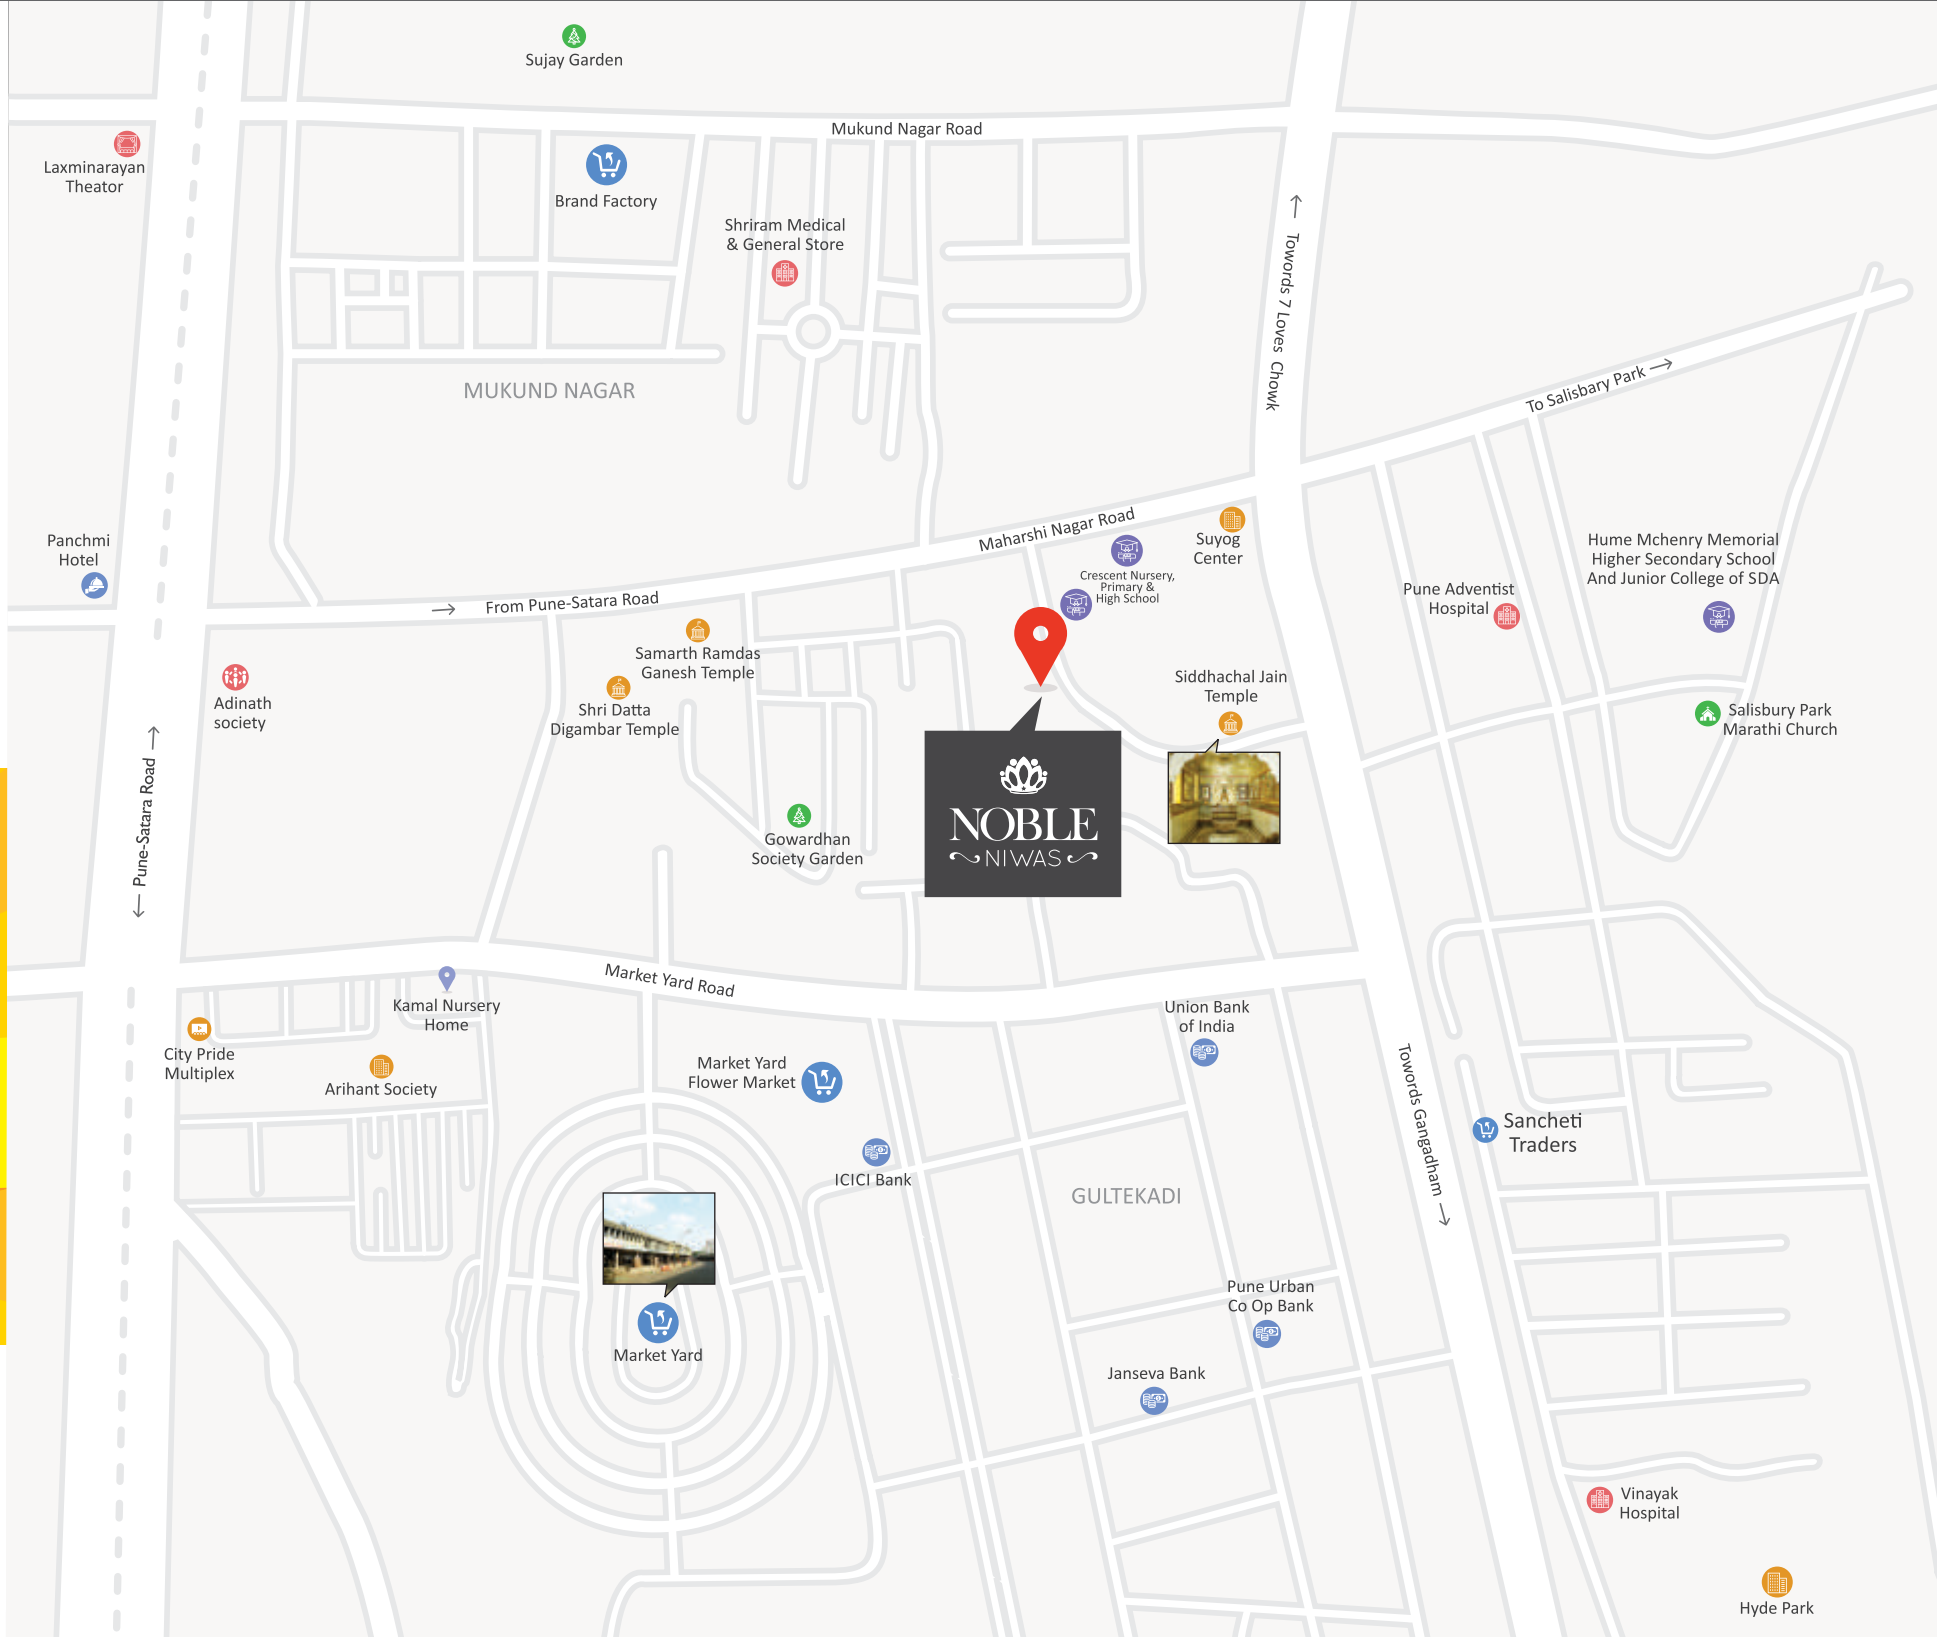 Sujay Garden
Mukund Nagar Road
Laxminarayan
Theator
Brand Factory
Shriram Medical
& General Store
Towords 7 Loves Chowk
MUKUND NAGAR
To Salisbary Park
Maharshi Nagar Road
Panchmi
Hotel
Suyog
Center
Crescent Nursery,
Primary &
High School
Hume Mchenry Memorial
Higher Secondary School
And Junior College of SDA
Pune Adventist
Hospital
From Pune-Satara Road
Samarth Ramdas
Ganesh Temple
Siddhachal Jain
Temple
Adinath
society
Shri Datta
Digambar Temple
Salisbury Park
Marathi Church
Pune-Satara Road
NOBLE
NIWAS
Gowardhan
Society Garden
Market Yard Road
Kamal Nursery
Home
Union Bank
of India
City Pride
Multiplex
Arihant Society
Market Yard
Flower Market
Towords Gangadham
Sancheti
Traders
ICICI Bank
GULTEKADI
Pune Urban
Co Op Bank
Market Yard
Janseva Bank
Vinayak
Hospital
Hyde Park